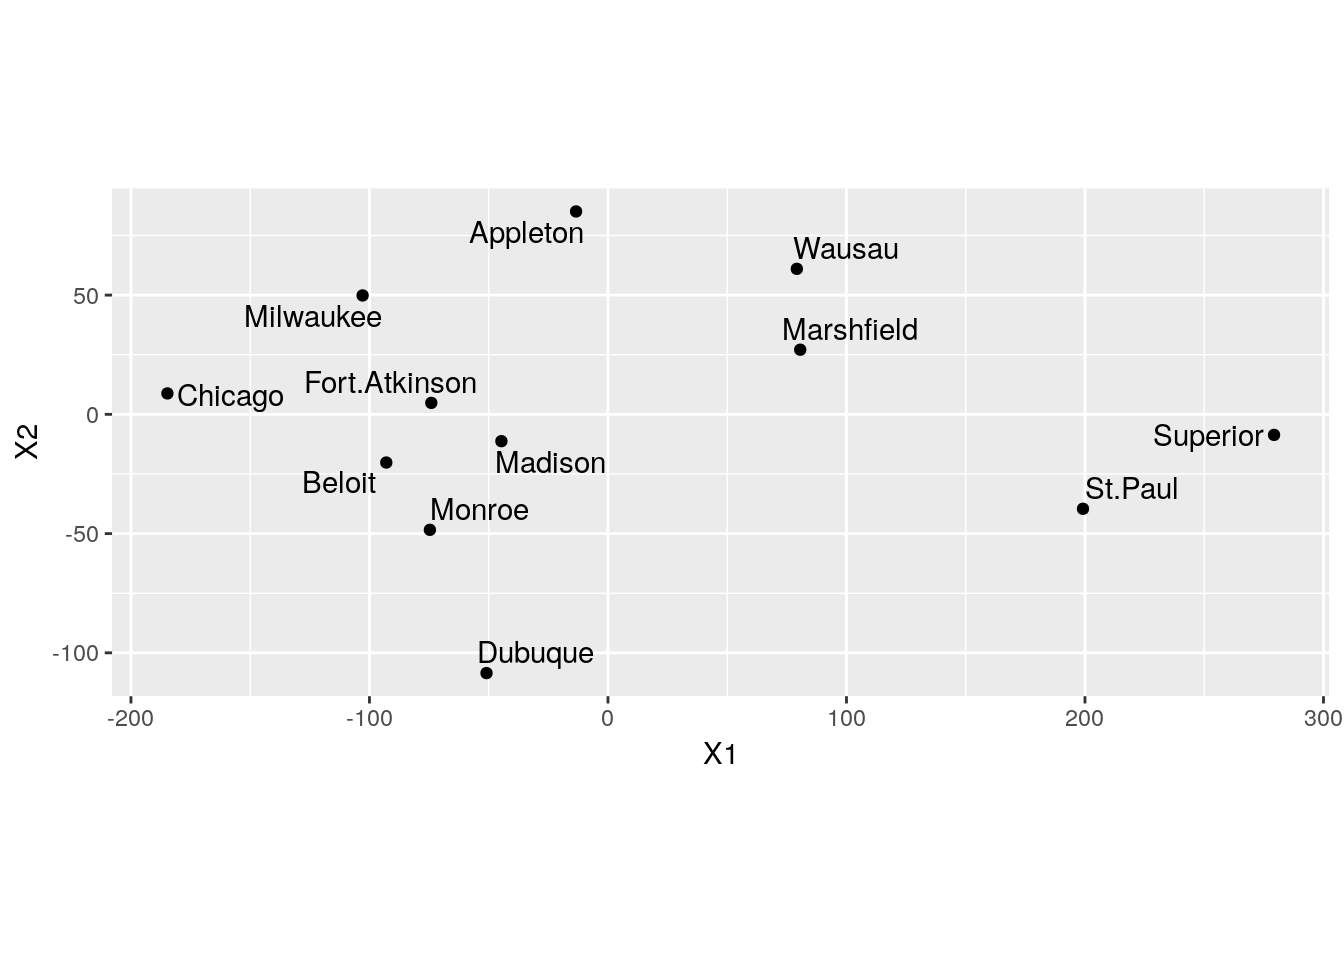 Appleton
Wausau
50
Milwaukee
Marshfield
Fort.Atkinson
Chicago
0
X2
Superior
Madison
Beloit
St.Paul
Monroe
-50
Dubuque
-100
-200 -100 0 100 200 300
X1